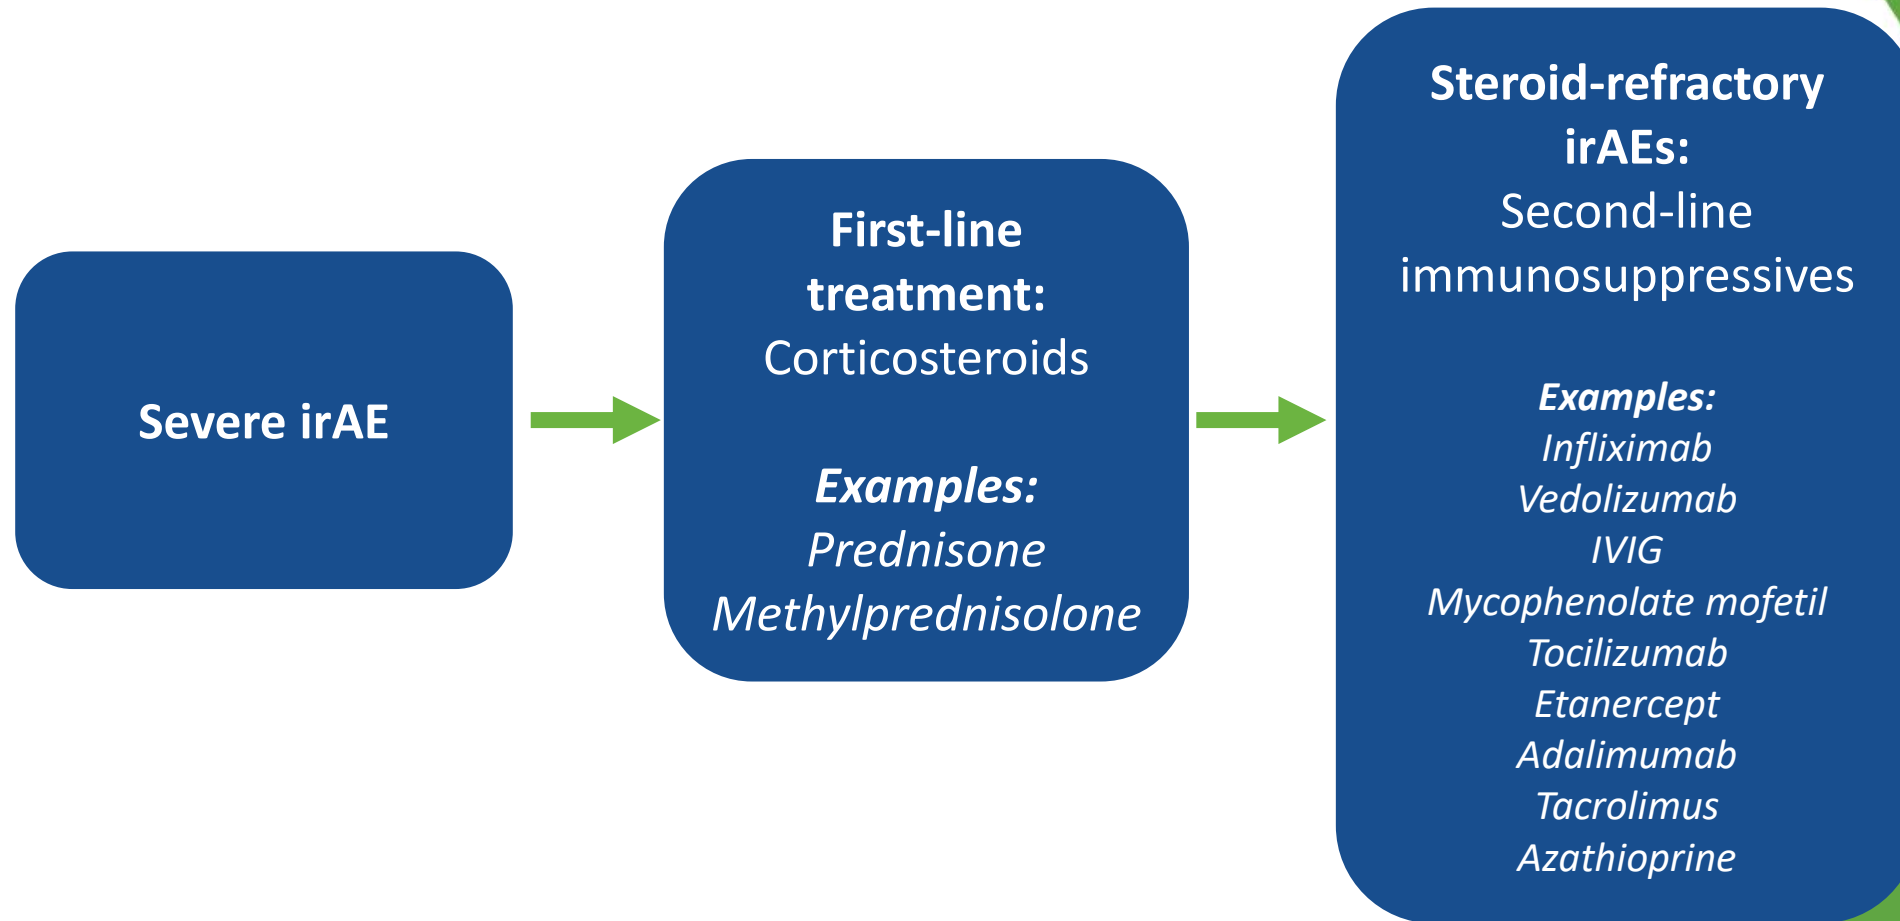 Severe irAE
First-line
treatment:
Corticosteroids
Examples:
Prednisone
Methylprednisolone
Steroid-refractory
irAEs:
Second-line
immunosuppressives
Examples:
Infliximab
Vedolizumab
IVIG
Mycophenolate mofetil
Tocilizumab
Etanercept
Adalimumab
Tacrolimus
Azathioprine